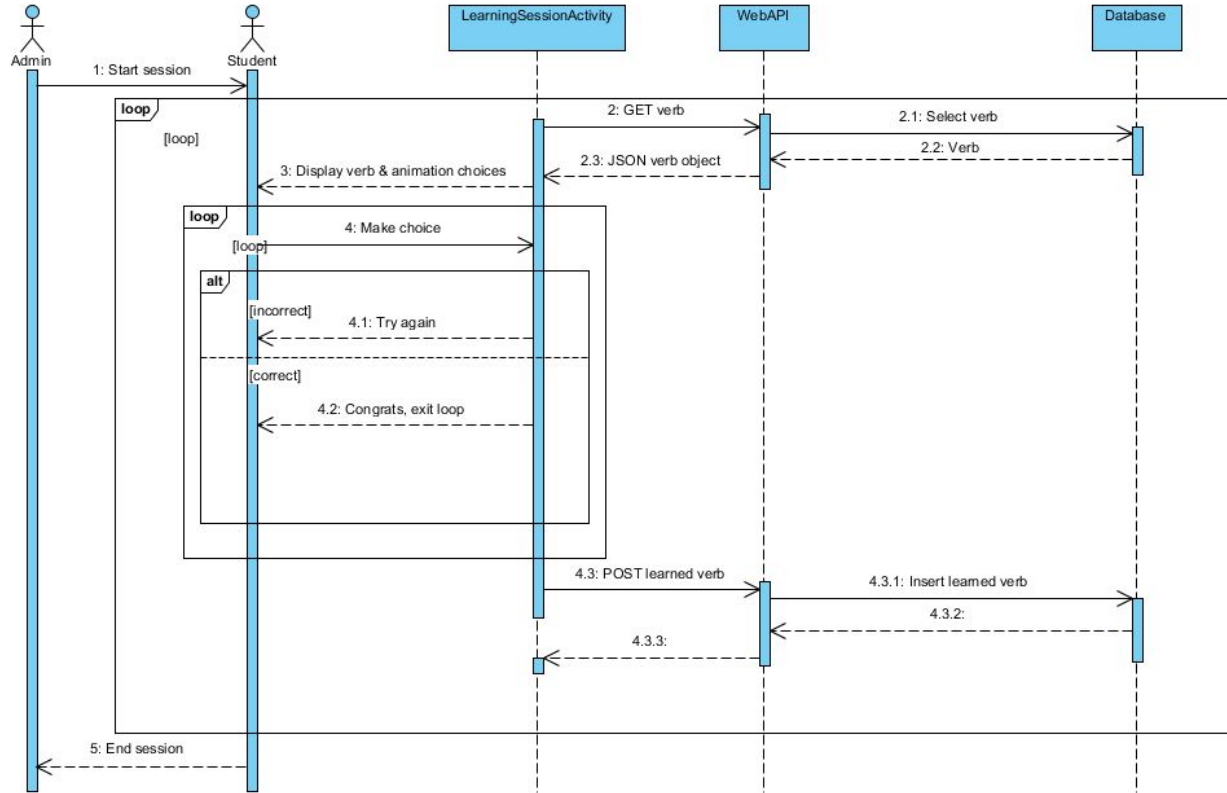 LearningSessionActivity
WebAPI
Database
Admin
Student
1: Start session
loop
[loop]
2: GET verb
2.1: Select verb
2.2: Verb
2.3: JSON verb object
3: Display verb & animation choices
loop
[loop]
4: Make choice
alt
[incorrect]
4.1: Try again
[correct]
4.2: Congrats, exit loop
4.3: POST learned verb
4.3.1: Insert learned verb
4.3.2:
4.3.3:
5: End session